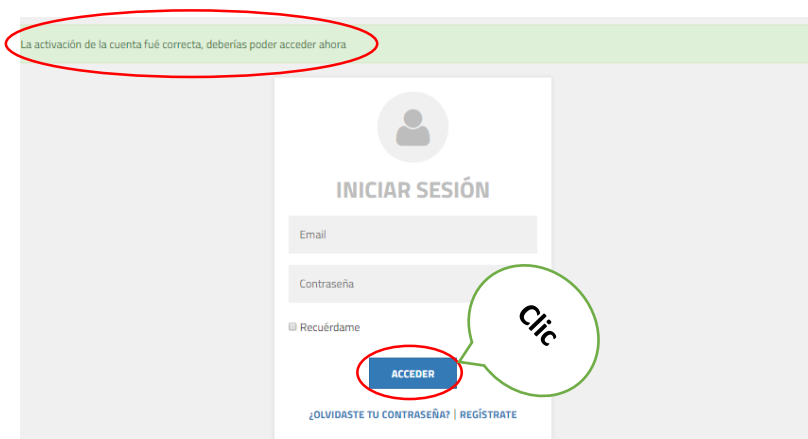 La activación de la cuenta fué correcta, deberías poder acceder ahora
INICIAR SESIÓN
Email
Contraseña
Recuérdame
Clic
ACCEDER
¿OLVIDASTE TU CONTRASEÑA? | REGÍSTRATE